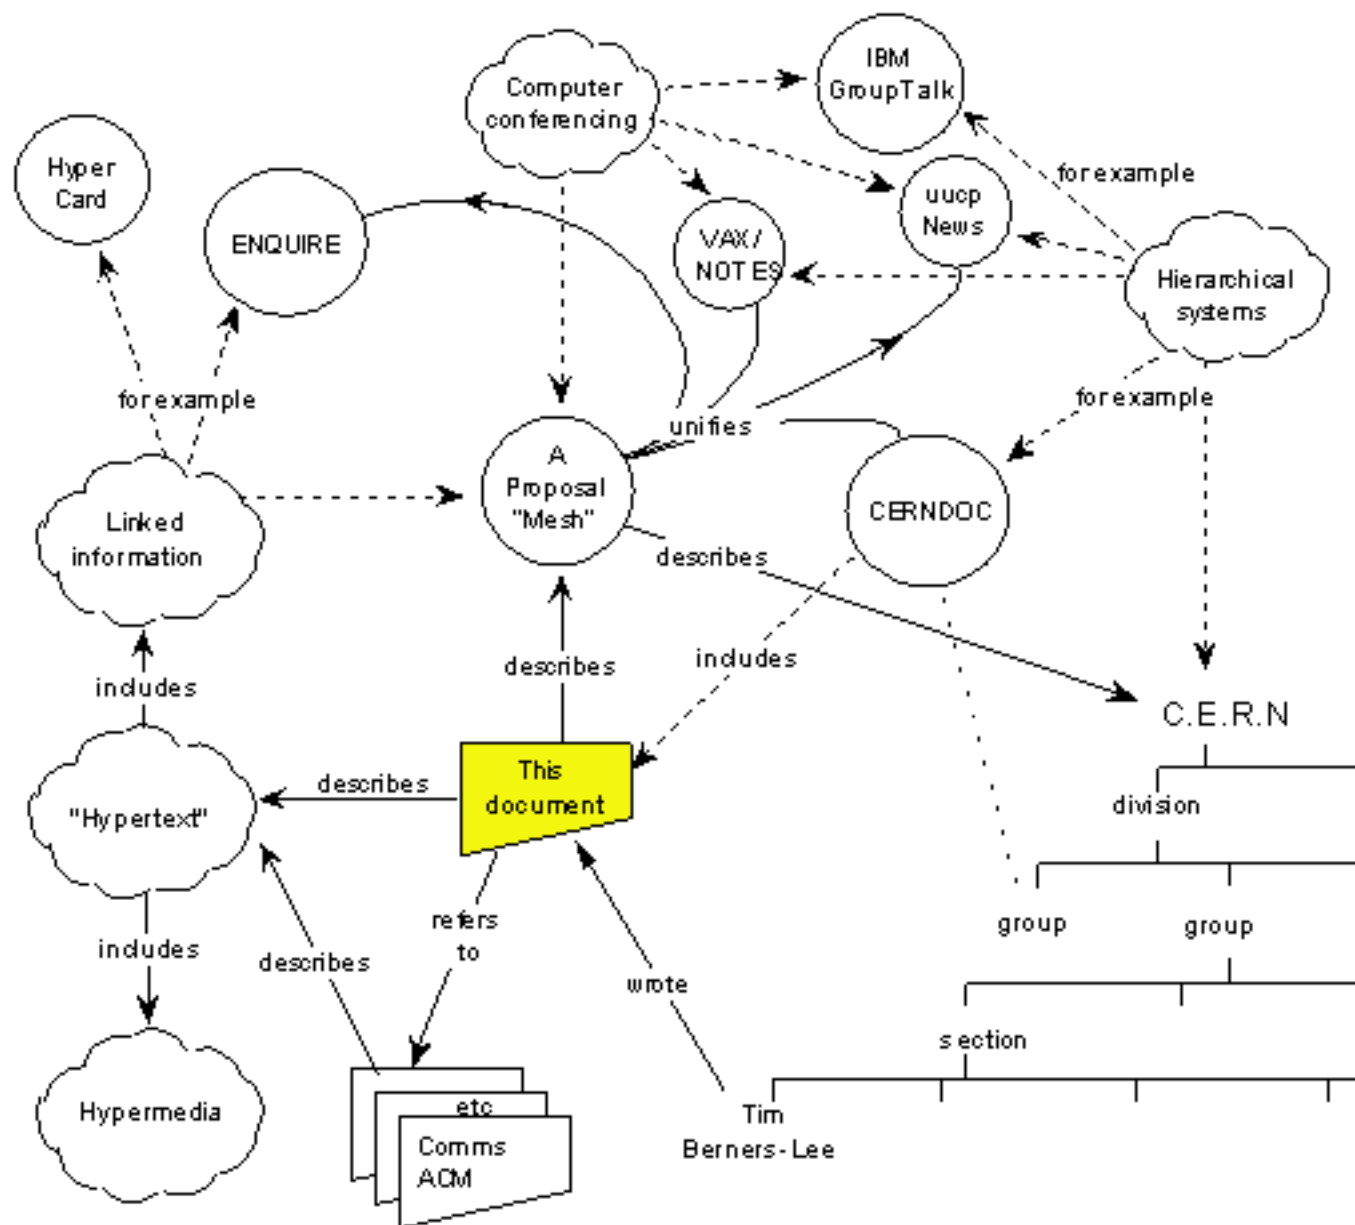 IBM
GroupTalk
Computer
conferencing
Hyper
Card
for example
uucp
News
ENQUIRE
VAX/
NOTES
Hierarchical
systems
for example
for example
unifies
A
Proposal
"Mesh"
CERNDOC
Linked
information
describes
describes
includes
includes
C.E.R.N
This
document
describes
"Hypertext"
division
refers
to
group
group
includes
describes
wrote
section
Hypermedia
etc
Comms
ACM
Tim
Berners-Lee